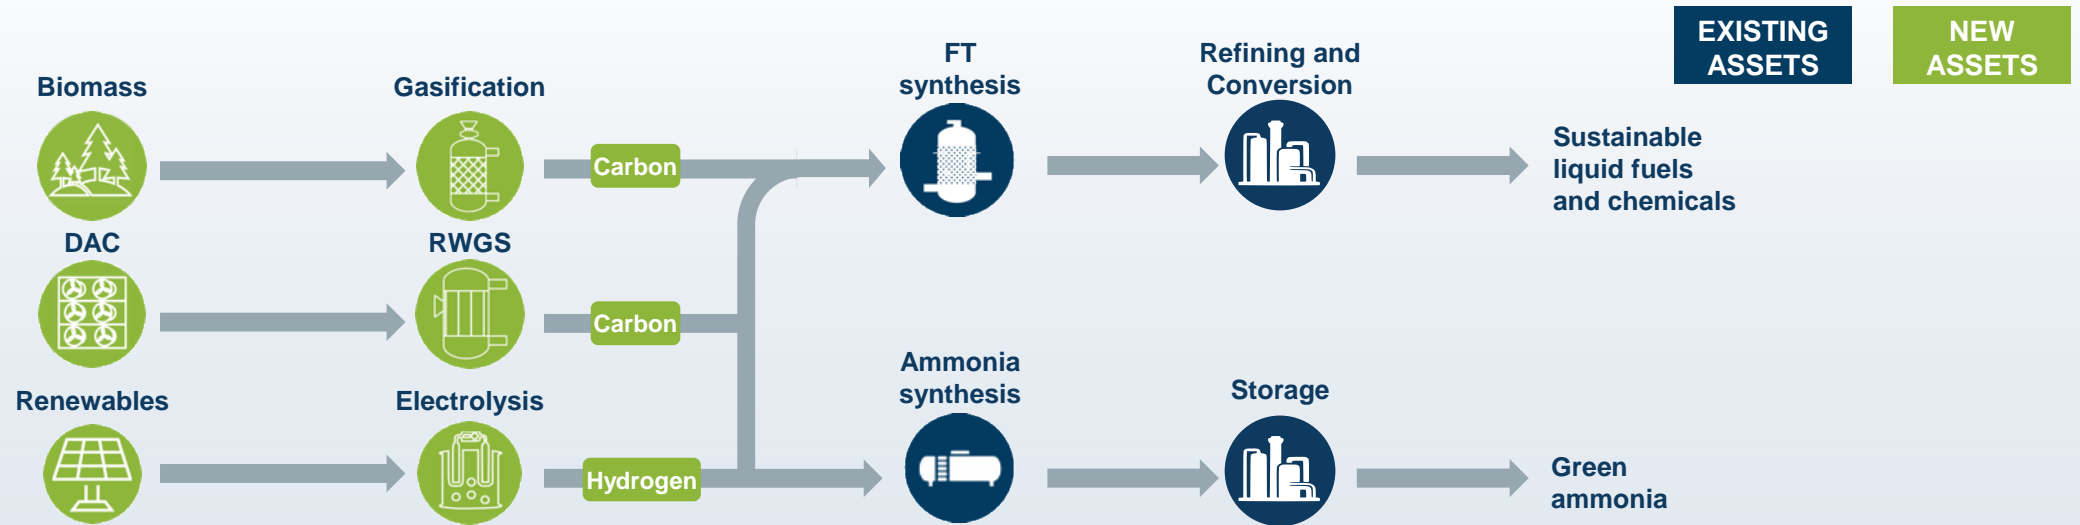 EXISTING
ASSETS
NEW
ASSETS
Biomass
Gasification
FT
synthesis
Refining and
Conversion
Carbon
Sustainable
liquid fuels
and chemicals
DAC
RWGS
Carbon
Renewables
Electrolysis
Hydrogen
Ammonia
synthesis
Storage
Green
ammonia